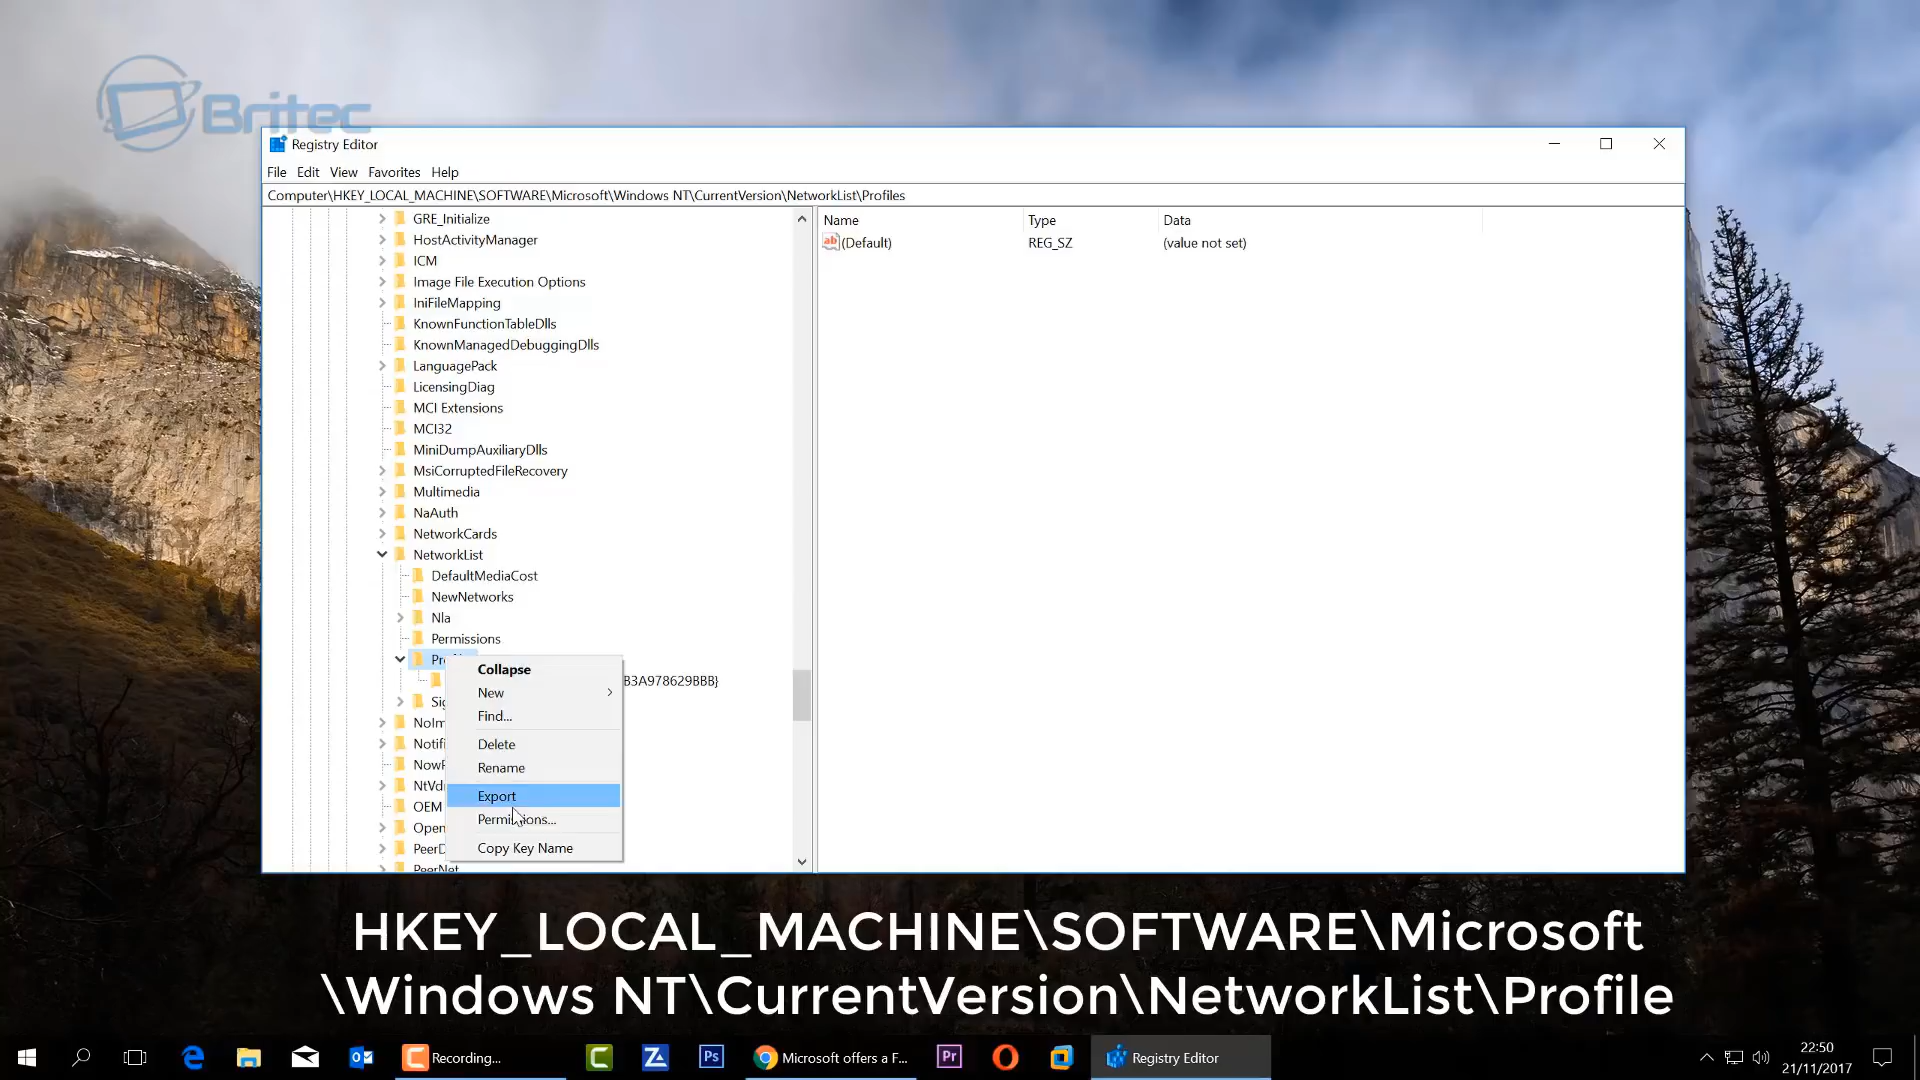 Britec
Registry Editor
File Edit View Favorites Help
Computer\HKEY_LOCAL_MACHINE\SOFTWARE\Microsoft\Windows NT\CurrentVersion\NetworkList\Profiles
Name Type Data
(Default) REG_SZ (value not set)
GRE_Initialize
HostActivityManager
ICM
Image File Execution Options
IniFileMapping
KnownFunctionTableDlls
KnownManagedDebuggingDlls
LanguagePack
LicensingDiag
MCI Extensions
MCI32
MiniDumpAuxiliaryDlls
MsiCorruptedFileRecovery
Multimedia
NaAuth
NetworkCards
NetworkList
DefaultMediaCost
NewNetworks
Nla
Permissions
B3A978629BBB}
OEM
PeerNet
Collapse
New
Find...
Delete
Rename
Export
Permissions...
Copy Key Name
HKEY_LOCAL_MACHINE\SOFTWARE\Microsoft
\Windows NT\CurrentVersion\NetworkList\Profile
Recording...
Ps
Microsoft offers a F...
Pr
Registry Editor
22:50
21/11/2017